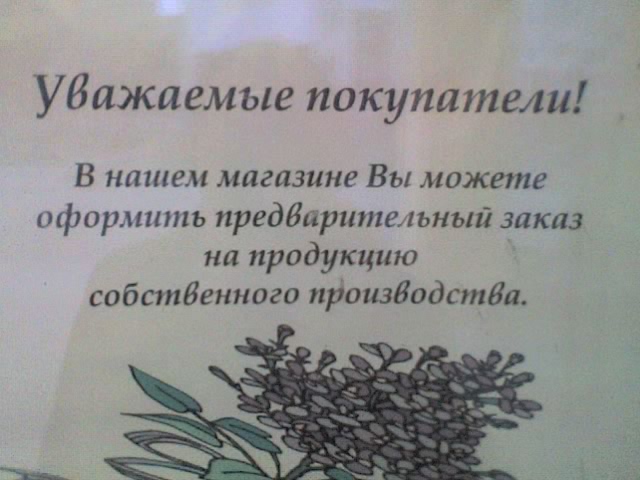 Уважаемые покупатели!
В нашем магазине Вы можете
оформить предварительный заказ
на продукцию
собственного производства.